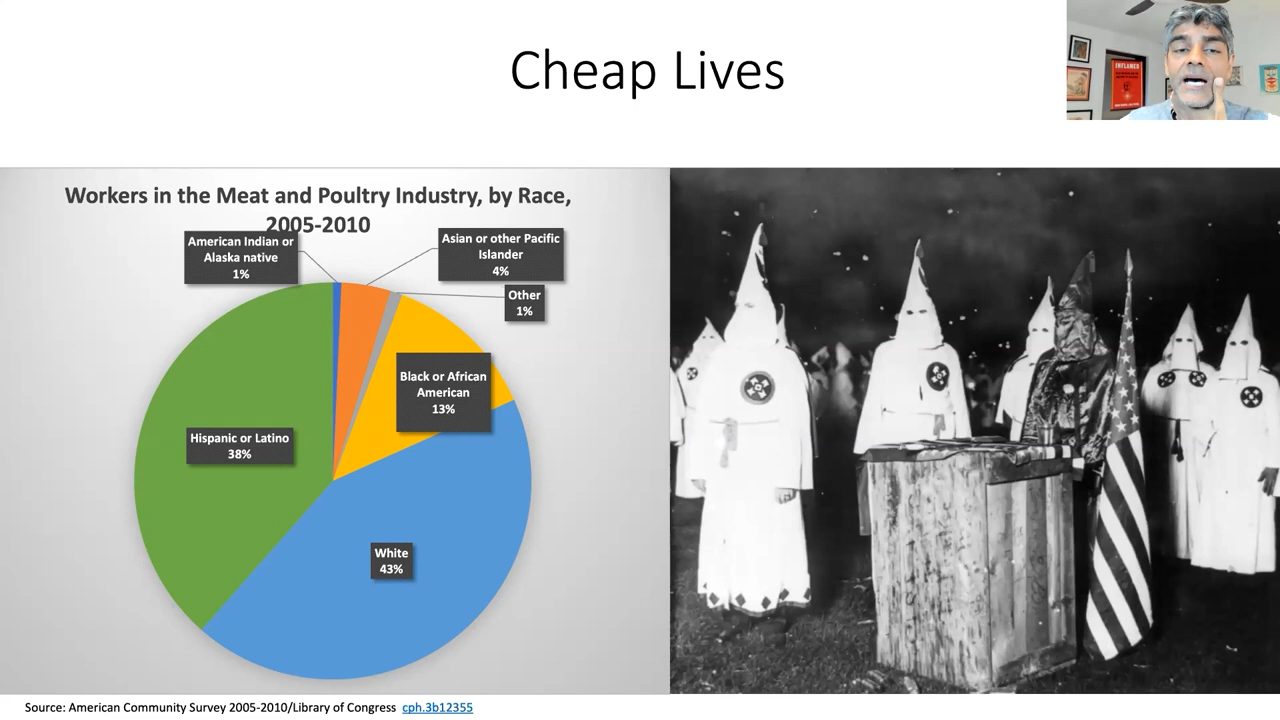 Cheap Lives
INFLAMED
Workers in the Meat and Poultry Industry, by Race,
2005-2010
American Indian or
Alaska native
1%
Asian or other Pacific
Islander
4%
Other
1%
Black or African
American
13%
Hispanic or Latino
38%
White
43%
Source: American Community Survey 2005-2010/Library of Congress cph.3b12355